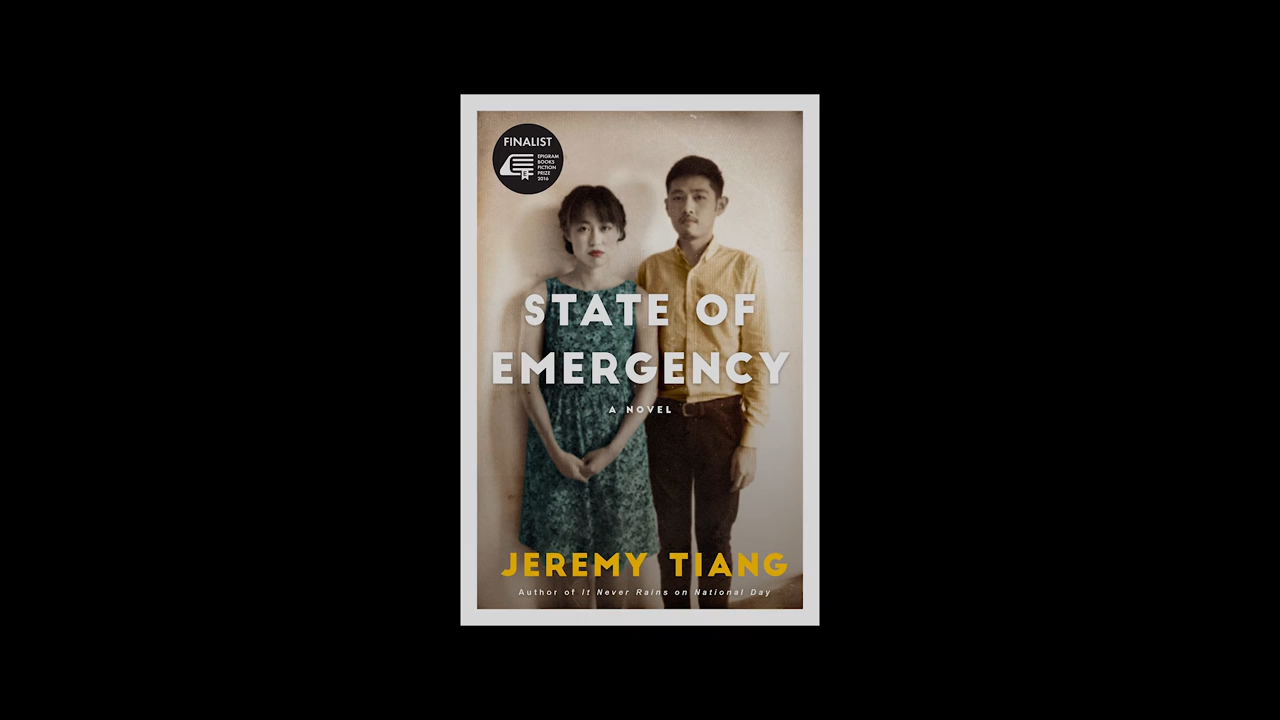 FINALIST
EPIGRAM
BOOKS
FICTION
PRIZE
2016
STATE OF
EMERGENCY
A NOVEL
JEREMY TIANG
Author of It Never Rains on National Day